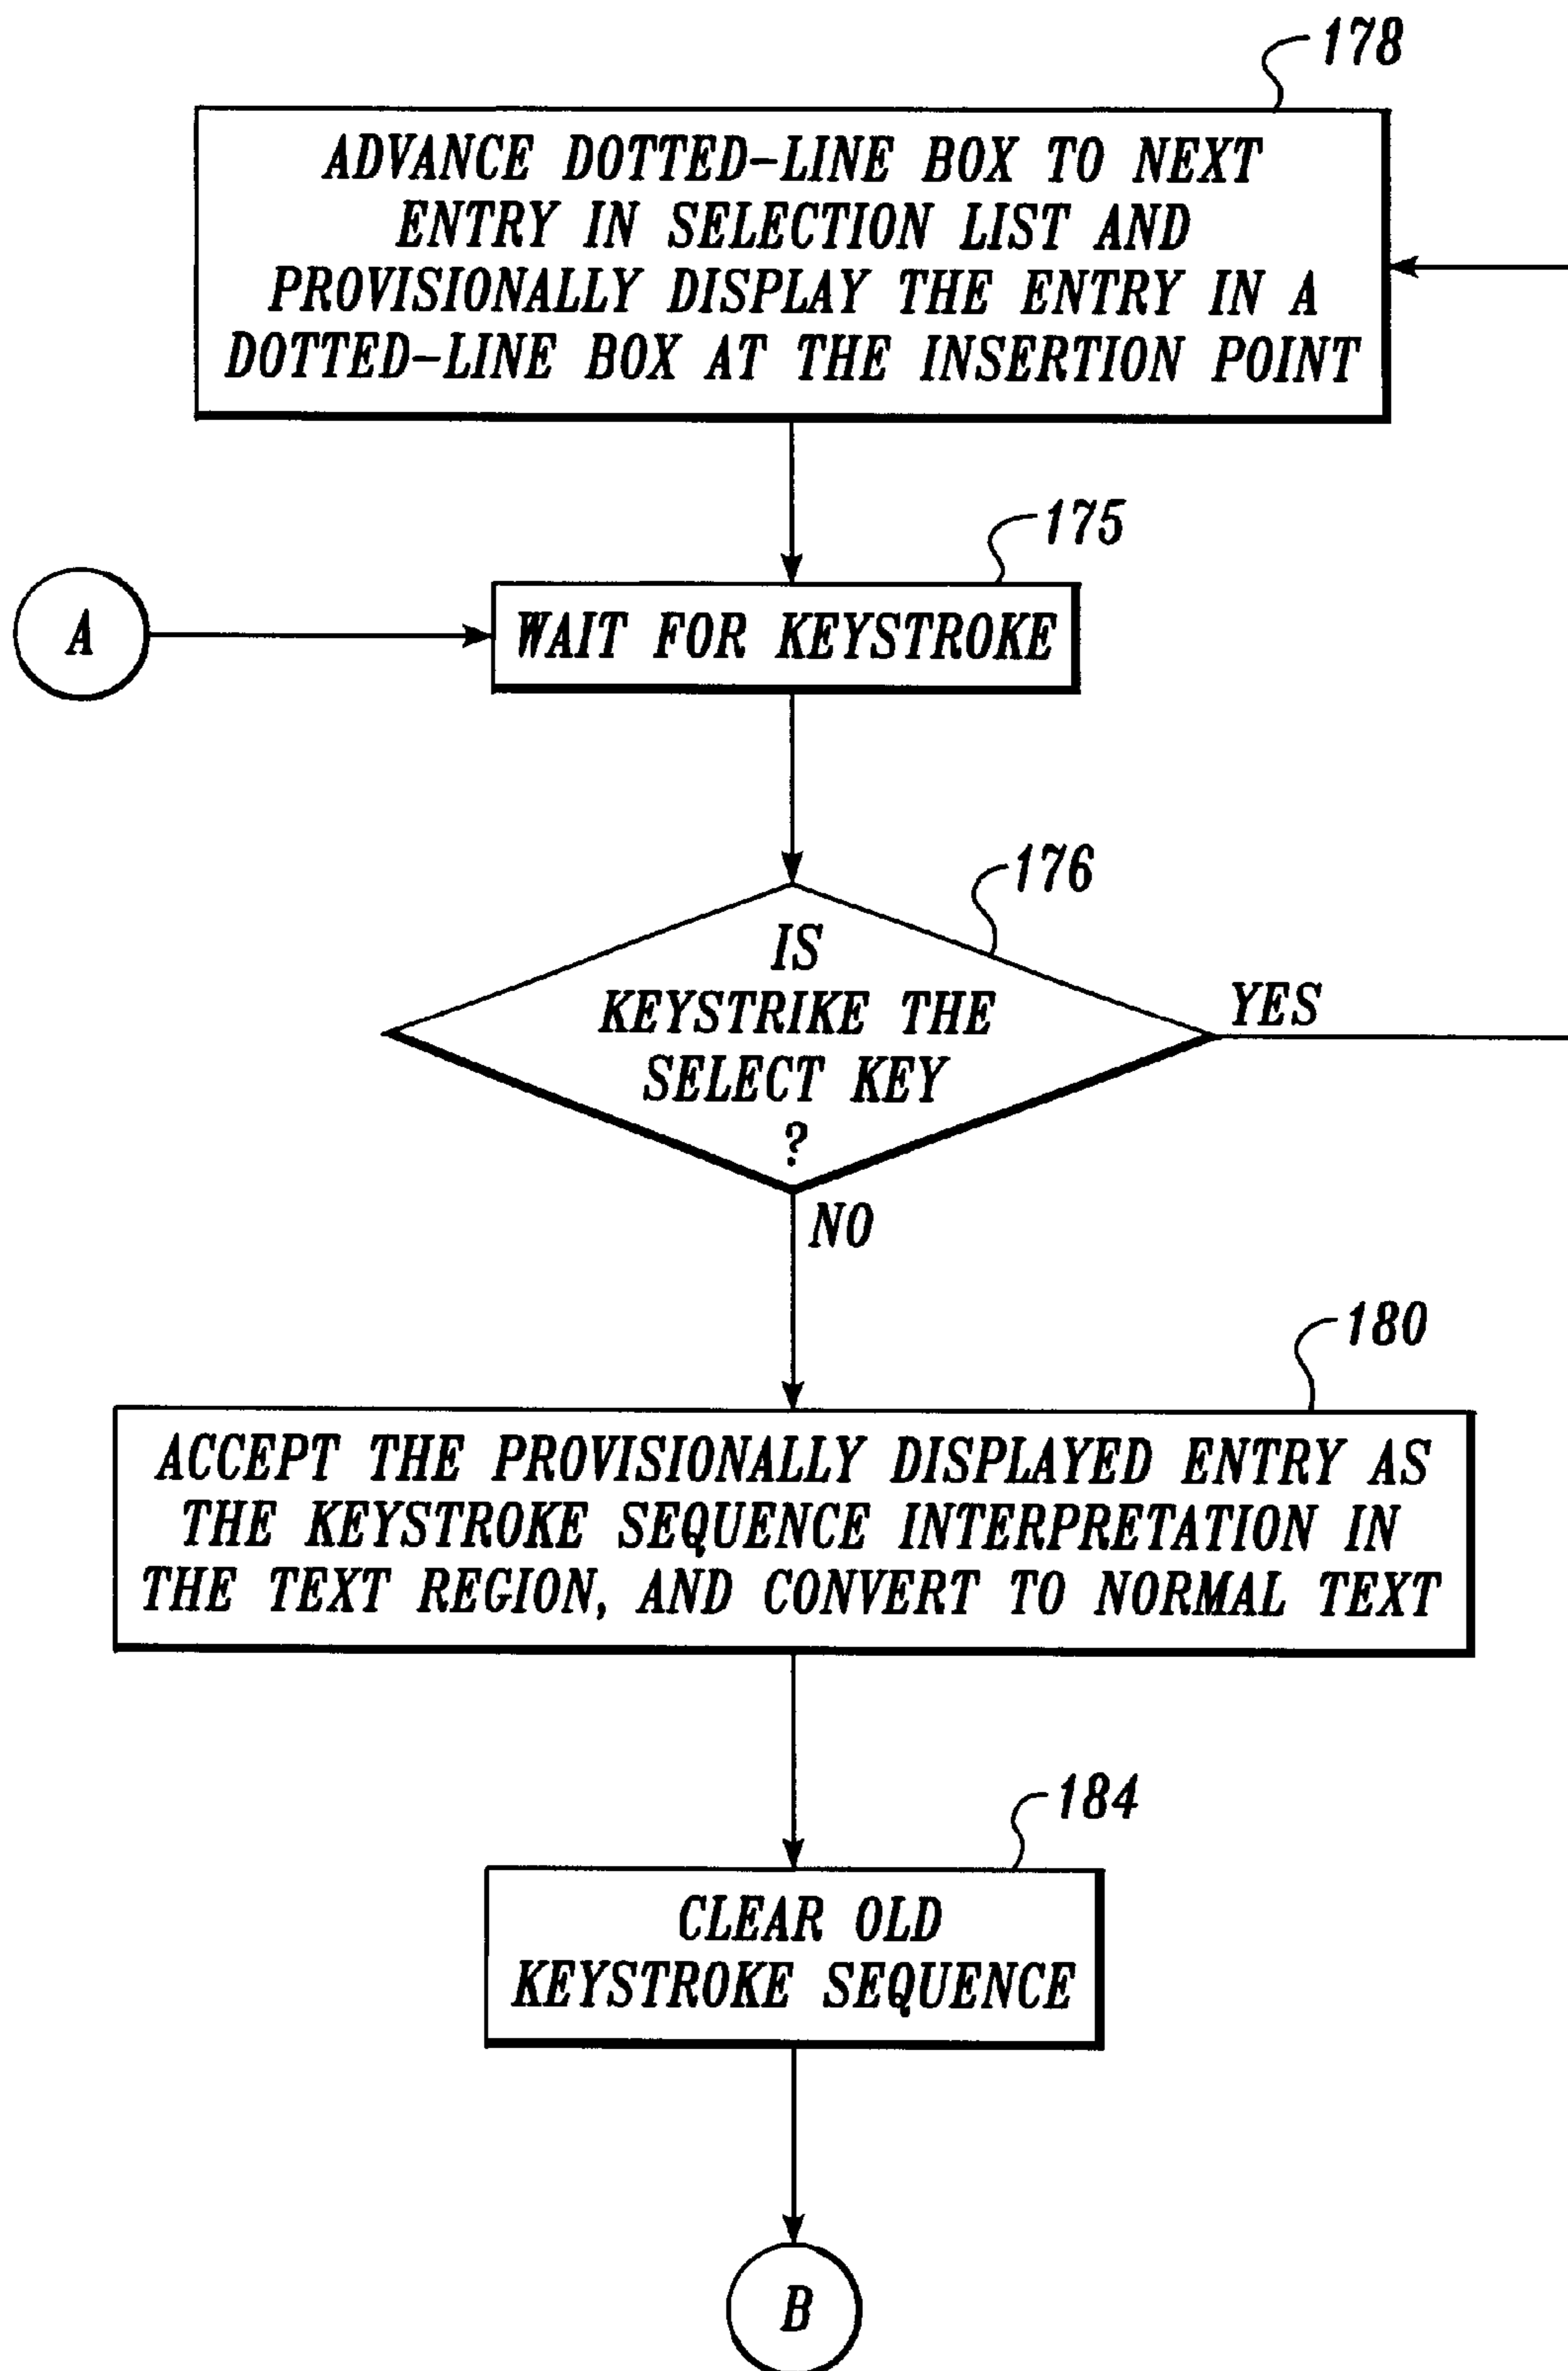 178
ADVANCE DOTTED-LINE BOX TO NEXT
ENTRY IN SELECTION LIST AND
PROVISIONALLY DISPLAY THE ENTRY IN A
DOTTED-LINE BOX AT THE INSERTION POINT
175
A
WAIT FOR KEYSTROKE
176
IS
KEYSTRIKE THE
SELECT KEY
?
YES
NO
180
ACCEPT THE PROVISIONALLY DISPLAYED ENTRY AS
THE KEYSTROKE SEQUENCE INTERPRETATION IN
THE TEXT REGION, AND CONVERT TO NORMAL TEXT
184
CLEAR OLD
KEYSTROKE SEQUENCE
B